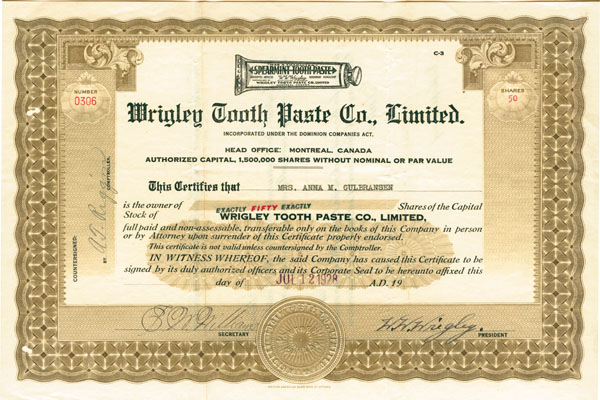 SPEARMINT TOOTH PASTE
WRIGLEY TOOTH PASTE CO. LIMITED
C-3
NUMBER
0306
SHARES
50
Wrigley Tooth Paste Co., Limited.
INCORPORATED UNDER THE DOMINION COMPANIES ACT.
HEAD OFFICE: MONTREAL, CANADA
AUTHORIZED CAPITAL, 1,500,000 SHARES WITHOUT NOMINAL OR PAR VALUE
This Certifies that MRS. ANNA M. GULBRANSEN
is the owner of EXACTLY FIFTY EXACTLY Shares of the Capital
Stock of WRIGLEY TOOTH PASTE CO., LIMITED,
full paid and non-assessable, transferable only on the books of this Company in person
or by Attorney upon surrender of this Certificate properly endorsed.
This certificate is not valid unless countersigned by the Comptroller.
IN WITNESS WHEREOF, the said Company has caused this Certificate to be
signed by its duly authorized officers and its Corporate Seal to be hereunto affixed this
day of JUL 12 1928 A.D. 19
COUNTERSIGNED:
BY
COMPTROLLER.
SECRETARY
W. W. Wrigley
PRESIDENT